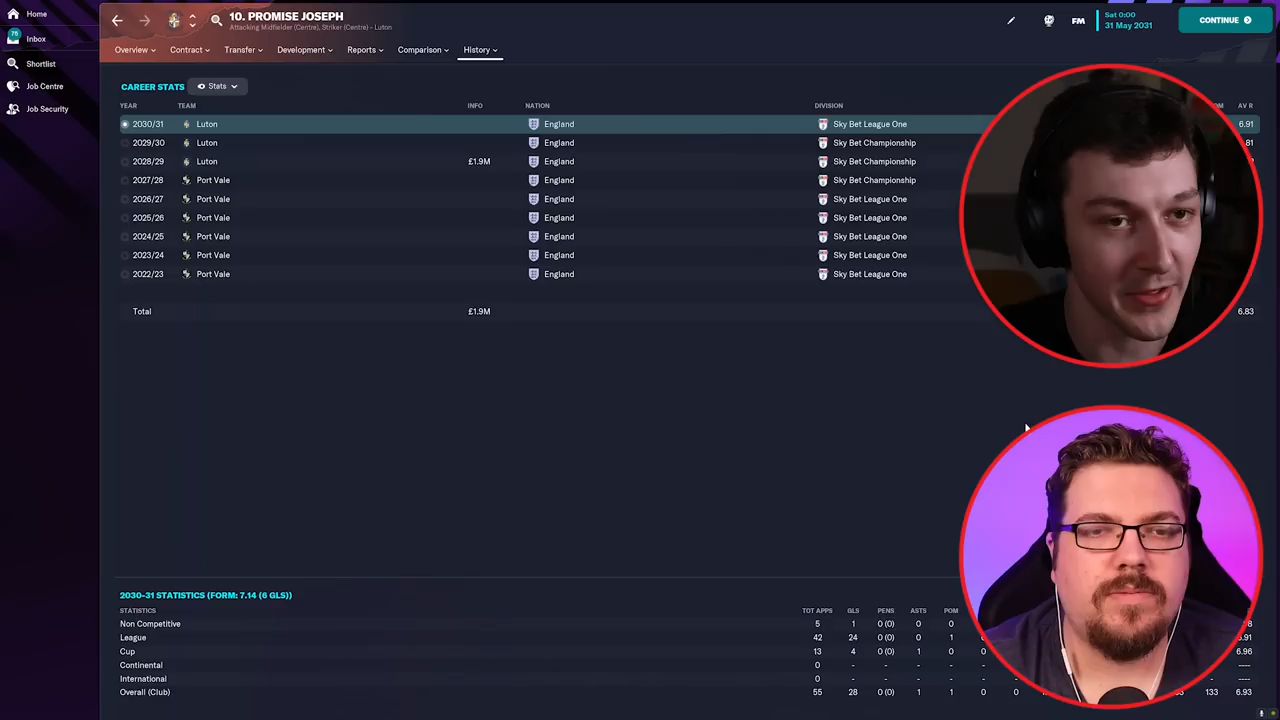 10. PROMISE JOSEPH
Attacking Midfielder (Centre), Striker (Centre) - Luton
FM
Sat 0:00
31 May 2031
CONTINUE
Home
75
Inbox
Shortlist
Job Centre
Job Security
Overview Contract Transfer Development Reports Comparison History
CAREER STATS Stats
YEAR TEAM INFO NATION DIVISION AV R
2030/31 Luton England Sky Bet League One 6.91
2029/30 Luton England Sky Bet Championship
2028/29 Luton £1.9M England Sky Bet Championship
2027/28 Port Vale England Sky Bet Championship
2026/27 Port Vale England Sky Bet League One
2025/26 Port Vale England Sky Bet League One
2024/25 Port Vale England Sky Bet League One
2023/24 Port Vale England Sky Bet League One
2022/23 Port Vale England Sky Bet League One
Total £1.9M 6.83
2030-31 STATISTICS (FORM: 7.14 (6 GLS))
STATISTICS TOT APPS GLS PENS ASTS POM
Non Competitive 5 1 0 (0) 0 0
League 42 24 0 (0) 0 1 0
Cup 13 4 0 (0) 1 0 0 6.96
Continental 0 - - - - ----
International 0 - - - - ----
Overall (Club) 55 28 0 (0) 1 1 0 0 133 6.93